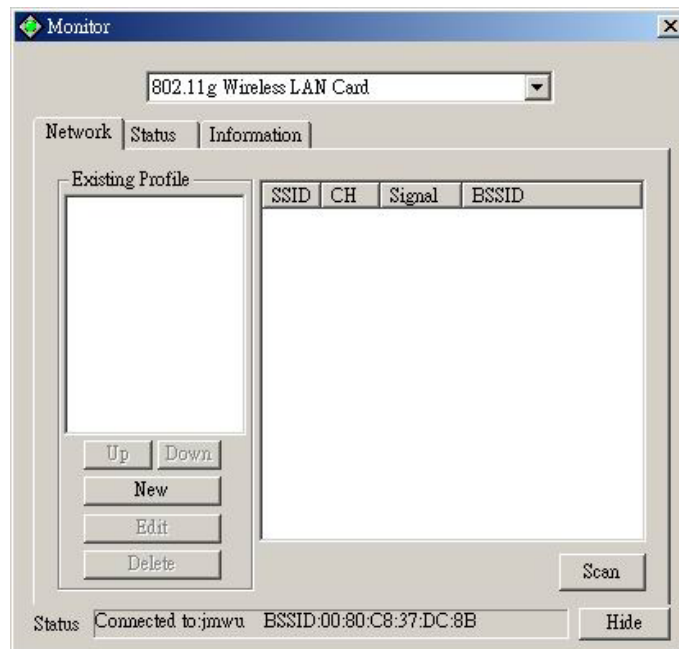 Monitor
802.11g Wireless LAN Card
Network Status Information
Existing Profile
SSID CH Signal BSSID
Up Down
New
Edit
Delete
Scan
Status Connected to:jmwu BSSID:00:80:C8:37:DC:8B
Hide